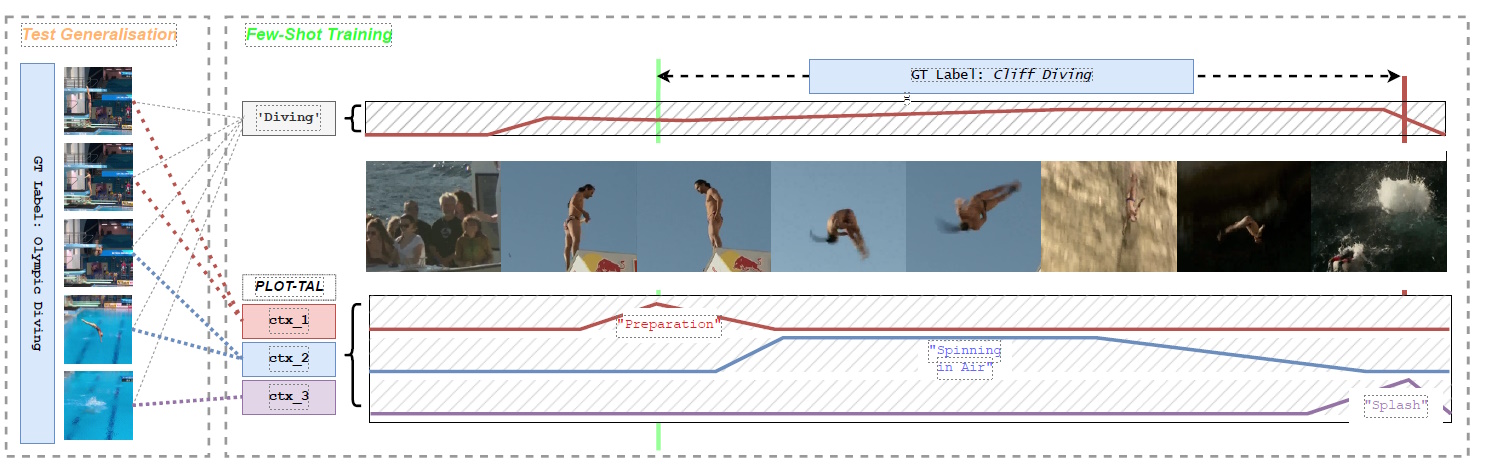 Test Generalisation
Few-Shot Training
GT Label: Cliff Diving
'Diving'
GT Label: Olympic Diving
PLOT-TAL
ctx_1
ctx_2
ctx_3
"Preparation"
"Spinning
in Air"
"Splash"